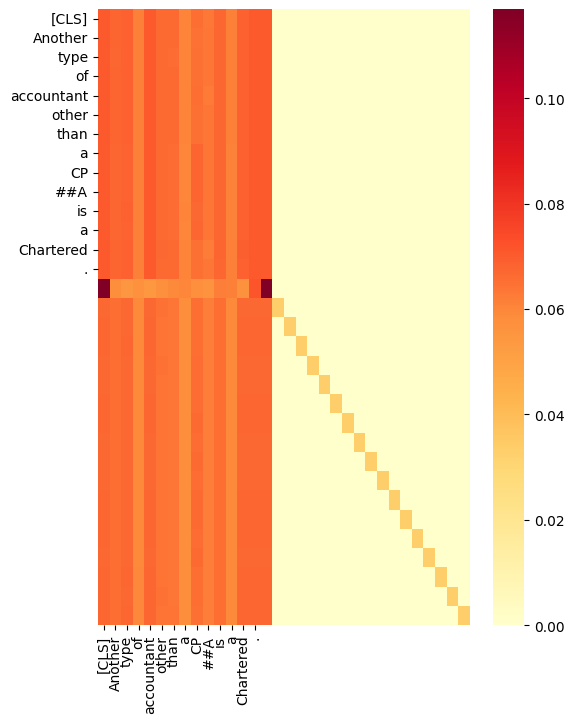 [CLS]
Another
type
of
accountant
other
than
a
CP
##A
is
a
Chartered
.
0.10
0.08
0.06
0.04
0.02
0.00
[CLS]
Another
type
of
accountant
other
than
a
CP
##A
is
a
Chartered
.